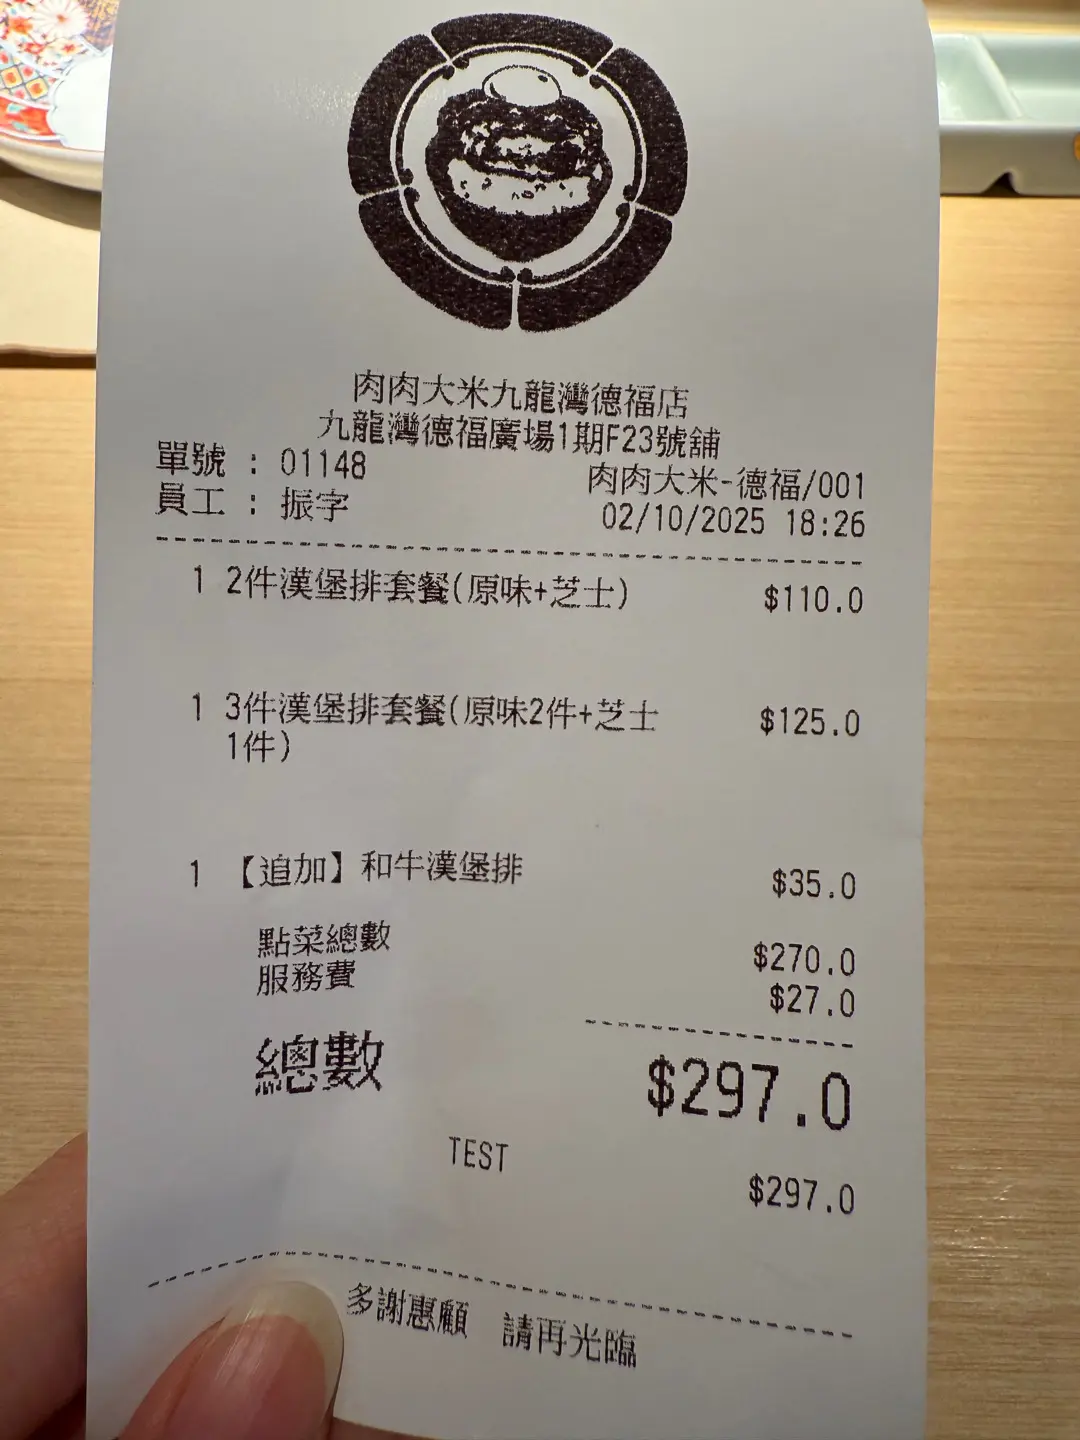 肉肉大米九龍灣德福店
九龍灣德福廣場1期F23號舖
單號 : 01148
肉肉大米-德福/001
員工 : 振字
02/10/2025 18:26
1 2件漢堡排套餐(原味+芝士) $110.0
1 3件漢堡排套餐(原味2件+芝士 $125.0
1件)
1 【追加】和牛漢堡排 $35.0
點菜總數 $270.0
服務費 $27.0
總數 $297.0
TEST $297.0
多謝惠顧 請再光臨